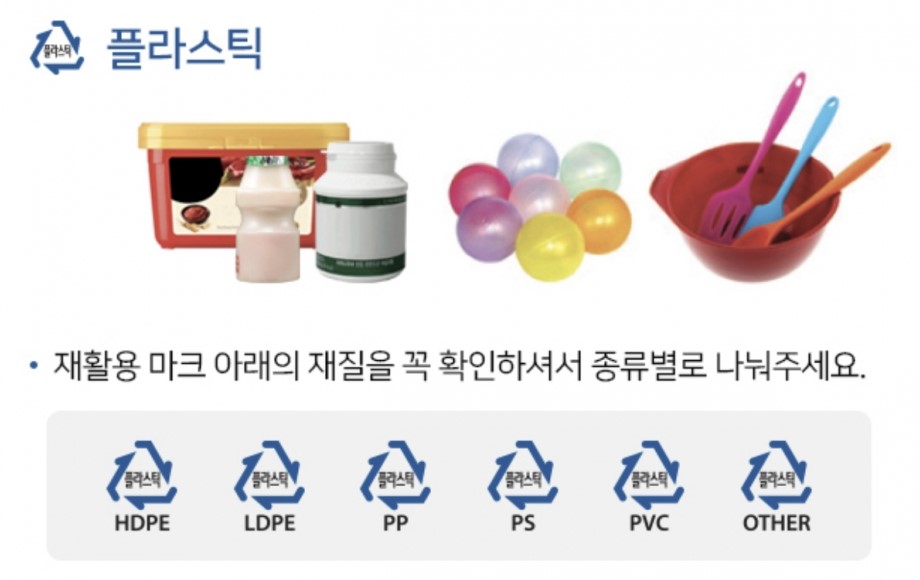 플라스틱 플라스틱
• 재활용 마크 아래의 재질을 꼭 확인하셔서 종류별로 나눠주세요.
플라스틱 플라스틱 플라스틱 플라스틱 플라스틱 플라스틱
HDPE LDPE PP PS PVC OTHER